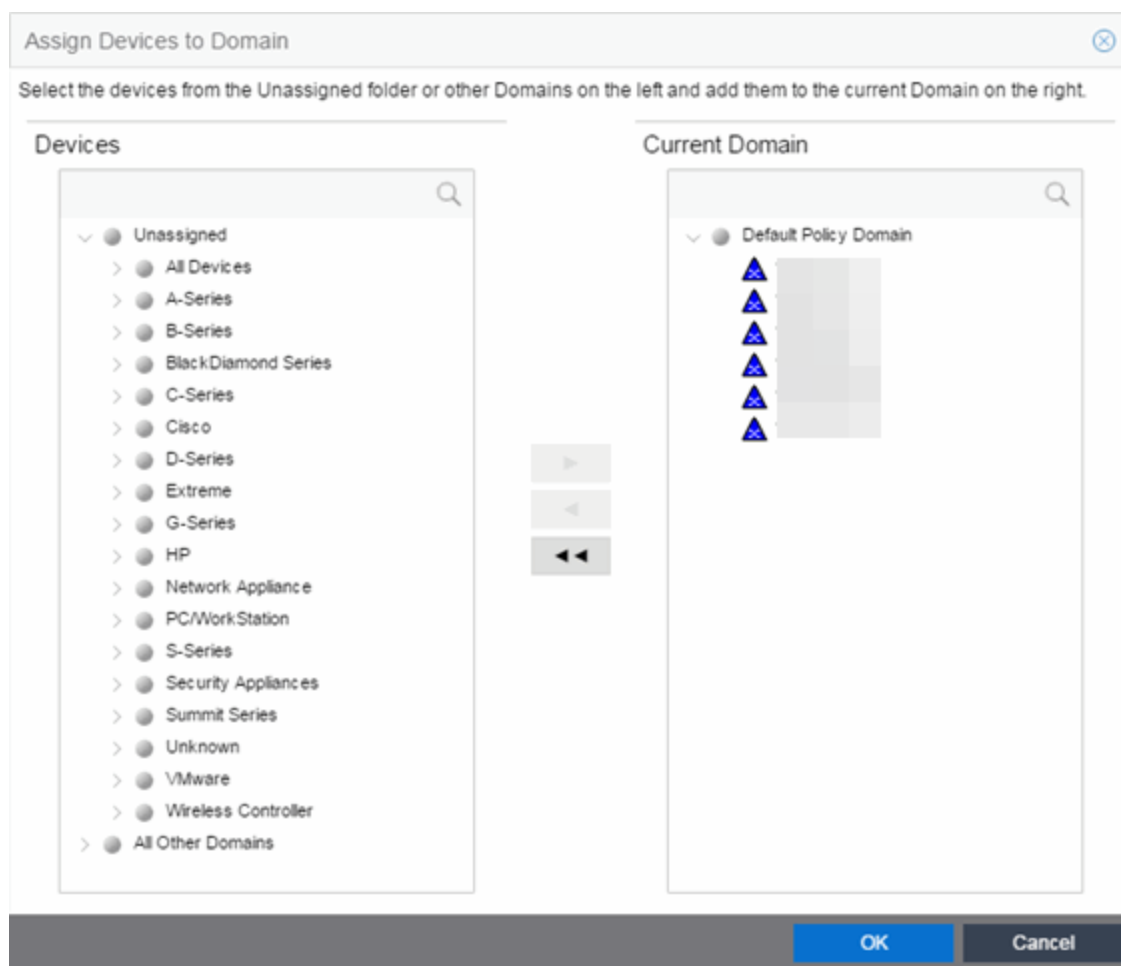 Assign Devices to Domain
Select the devices from the Unassigned folder or other Domains on the left and add them to the current Domain on the right.
Devices
Unassigned
All Devices
A-Series
B-Series
BlackDiamond Series
C-Series
Cisco
D-Series
Extreme
G-Series
HP
Network Appliance
PC/WorkStation
S-Series
Security Appliances
Summit Series
Unknown
VMware
Wireless Controller
All Other Domains
Current Domain
Default Policy Domain
OK
Cancel